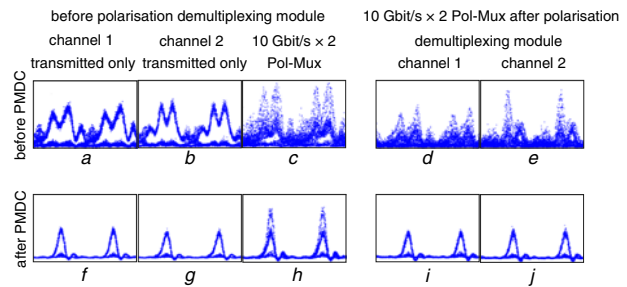 before polarisation demultiplexing module
10 Gbit/s × 2 Pol-Mux after polarisation
demultiplexing module
channel 1
transmitted only
channel 2
transmitted only
10 Gbit/s × 2
Pol-Mux
channel 1
channel 2
before PMDC
a
b
c
d
e
after PMDC
f
g
h
i
j